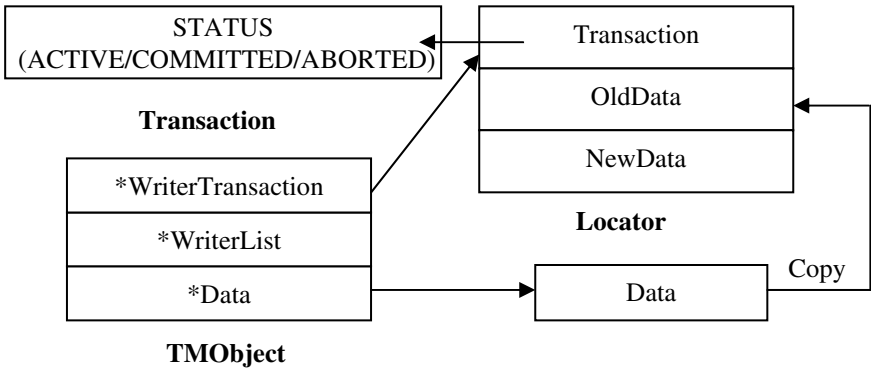 STATUS
(ACTIVE/COMMITTED/ABORTED)
Transaction
Transaction
OldData
NewData
Locator
*WriterTransaction
*WriterList
*Data
TMObject
Data
Copy